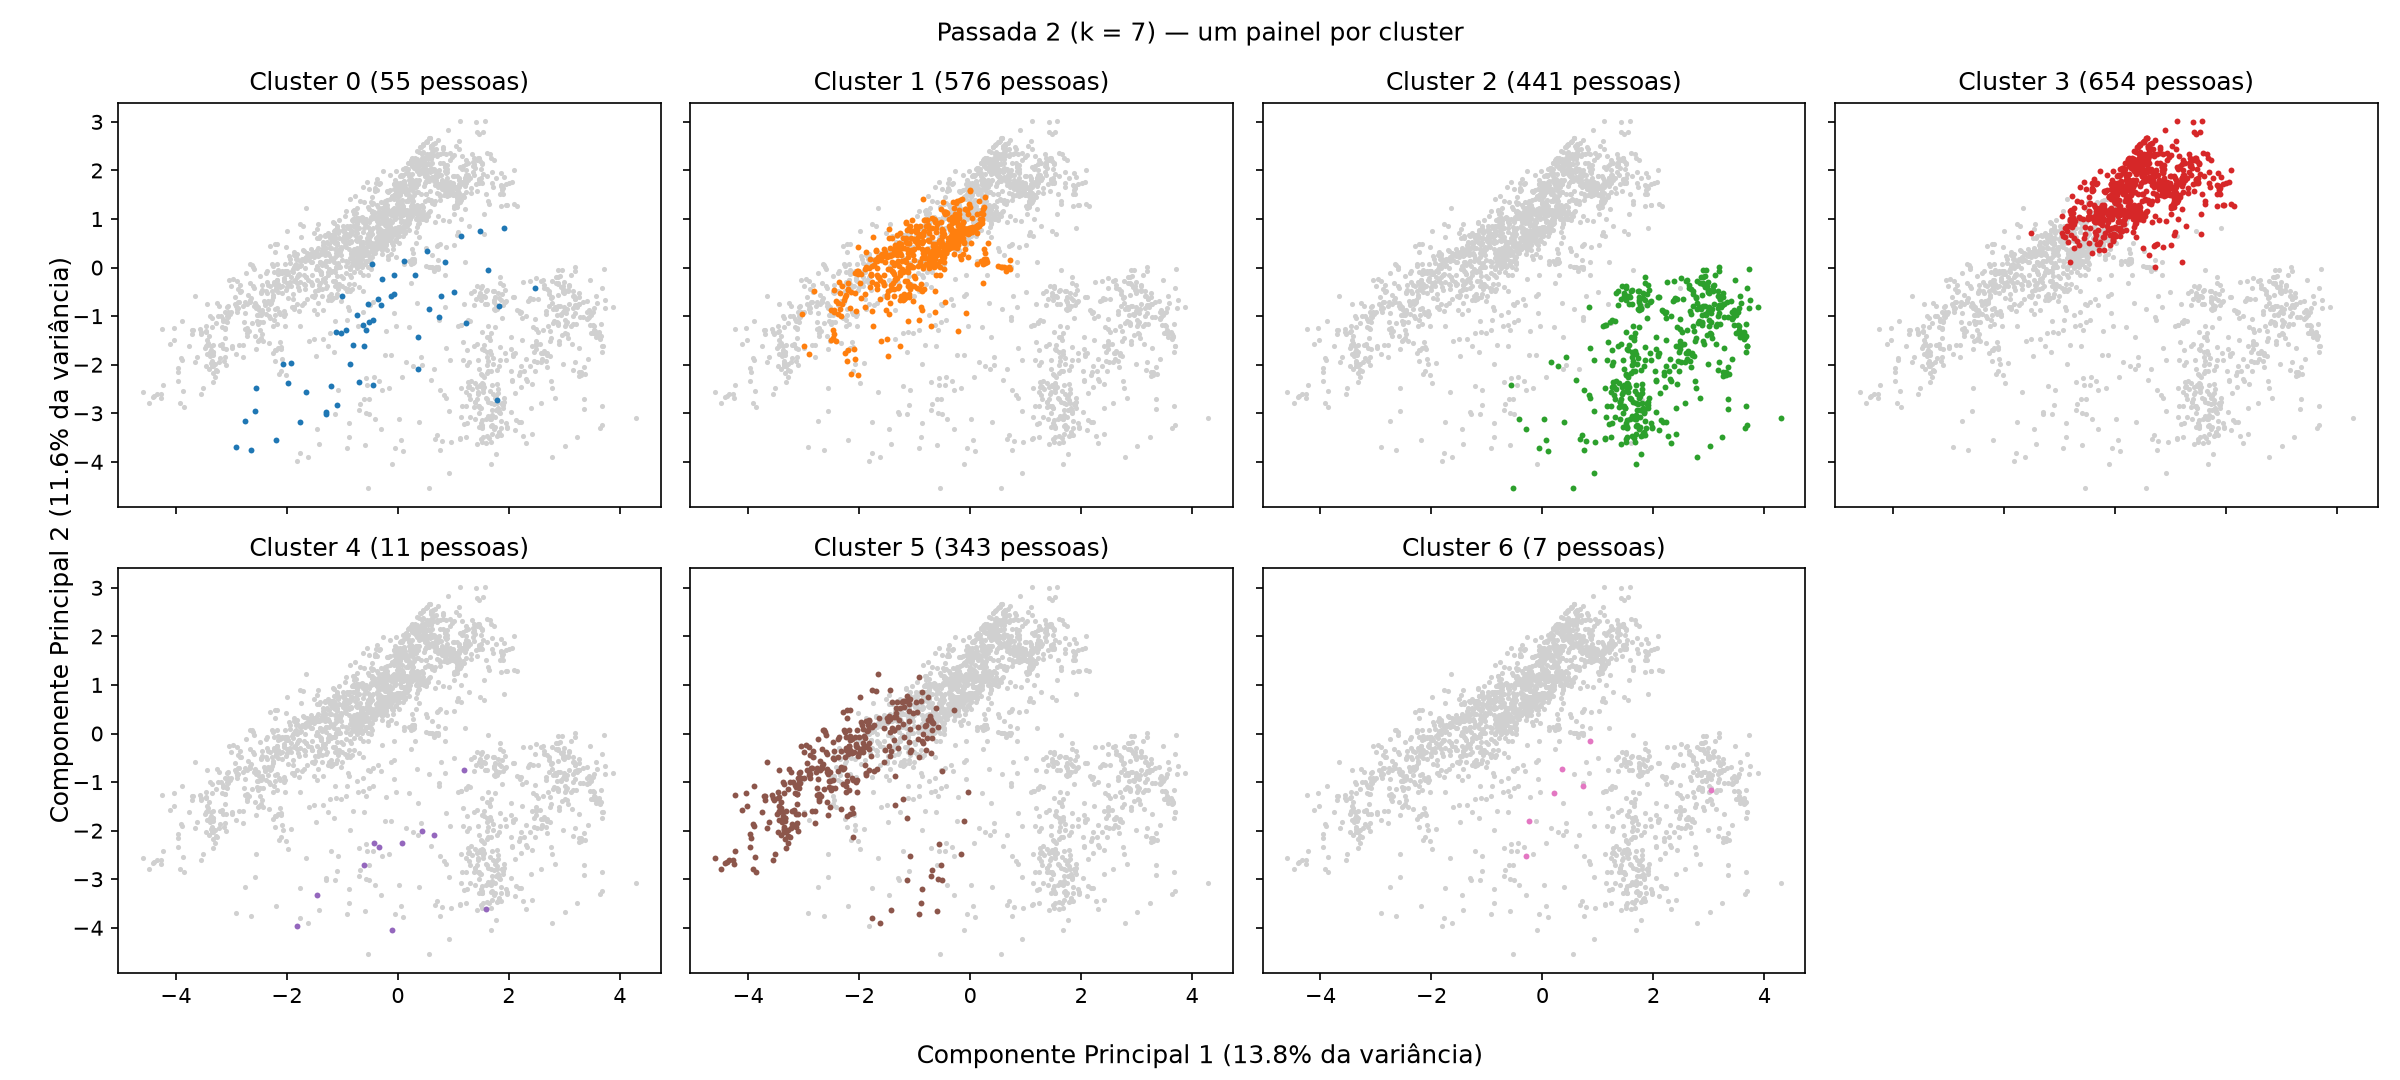 Passada 2 (k = 7) — um painel por cluster
Cluster 0 (55 pessoas)
Cluster 1 (576 pessoas)
Cluster 2 (441 pessoas)
Cluster 3 (654 pessoas)
3
2
1
0
−1
−2
−3
−4
Componente Principal 2 (11.6% da variância)
Cluster 4 (11 pessoas)
Cluster 5 (343 pessoas)
Cluster 6 (7 pessoas)
3
2
1
0
−1
−2
−3
−4
−4 −2 0 2 4
−4 −2 0 2 4
−4 −2 0 2 4
Componente Principal 1 (13.8% da variância)